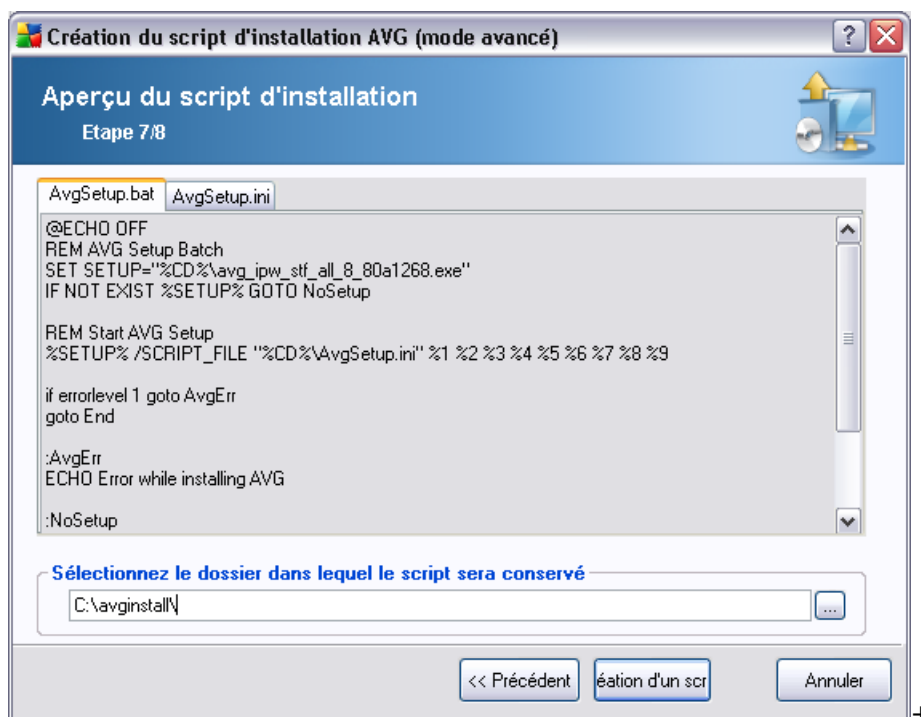 Création du script d'installation AVG (mode avancé)
Aperçu du script d'installation
Etape 7/8
AvgSetup.bat AvgSetup.ini
@ECHO OFF
REM AVG Setup Batch
SET SETUP="%CD%\avg_ipw_stf_all_8_80a1268.exe"
IF NOT EXIST %SETUP% GOTO NoSetup
REM Start AVG Setup
%SETUP% /SCRIPT_FILE "%CD%\AvgSetup.ini" %1 %2 %3 %4 %5 %6 %7 %8 %9
if errorlevel 1 goto AvgErr
goto End
:AvgErr
ECHO Error while installing AVG
:NoSetup
Sélectionnez le dossier dans lequel le script sera conservé
C:\avginstall\
...
<< Précédent éation d'un scr Annuler